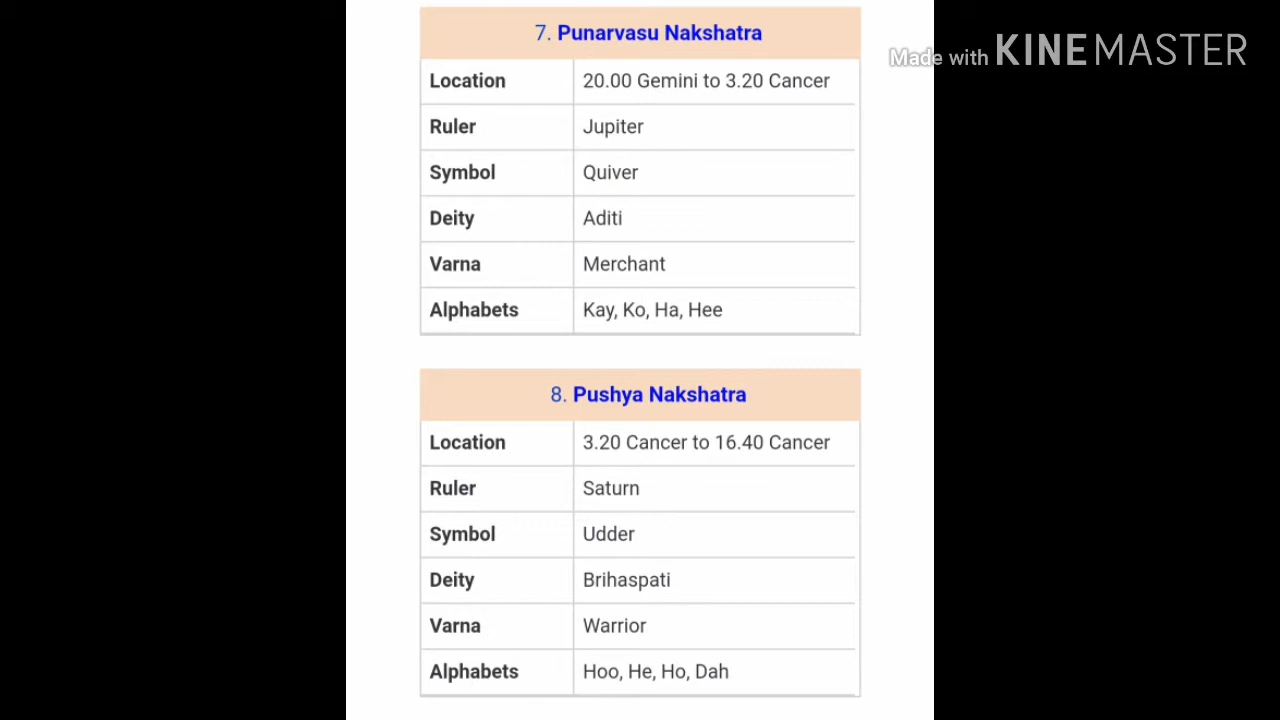 Made with KINEMASTER
7. Punarvasu Nakshatra
Location 20.00 Gemini to 3.20 Cancer
Ruler Jupiter
Symbol Quiver
Deity Aditi
Varna Merchant
Alphabets Kay, Ko, Ha, Hee
8. Pushya Nakshatra
Location 3.20 Cancer to 16.40 Cancer
Ruler Saturn
Symbol Udder
Deity Brihaspati
Varna Warrior
Alphabets Hoo, He, Ho, Dah